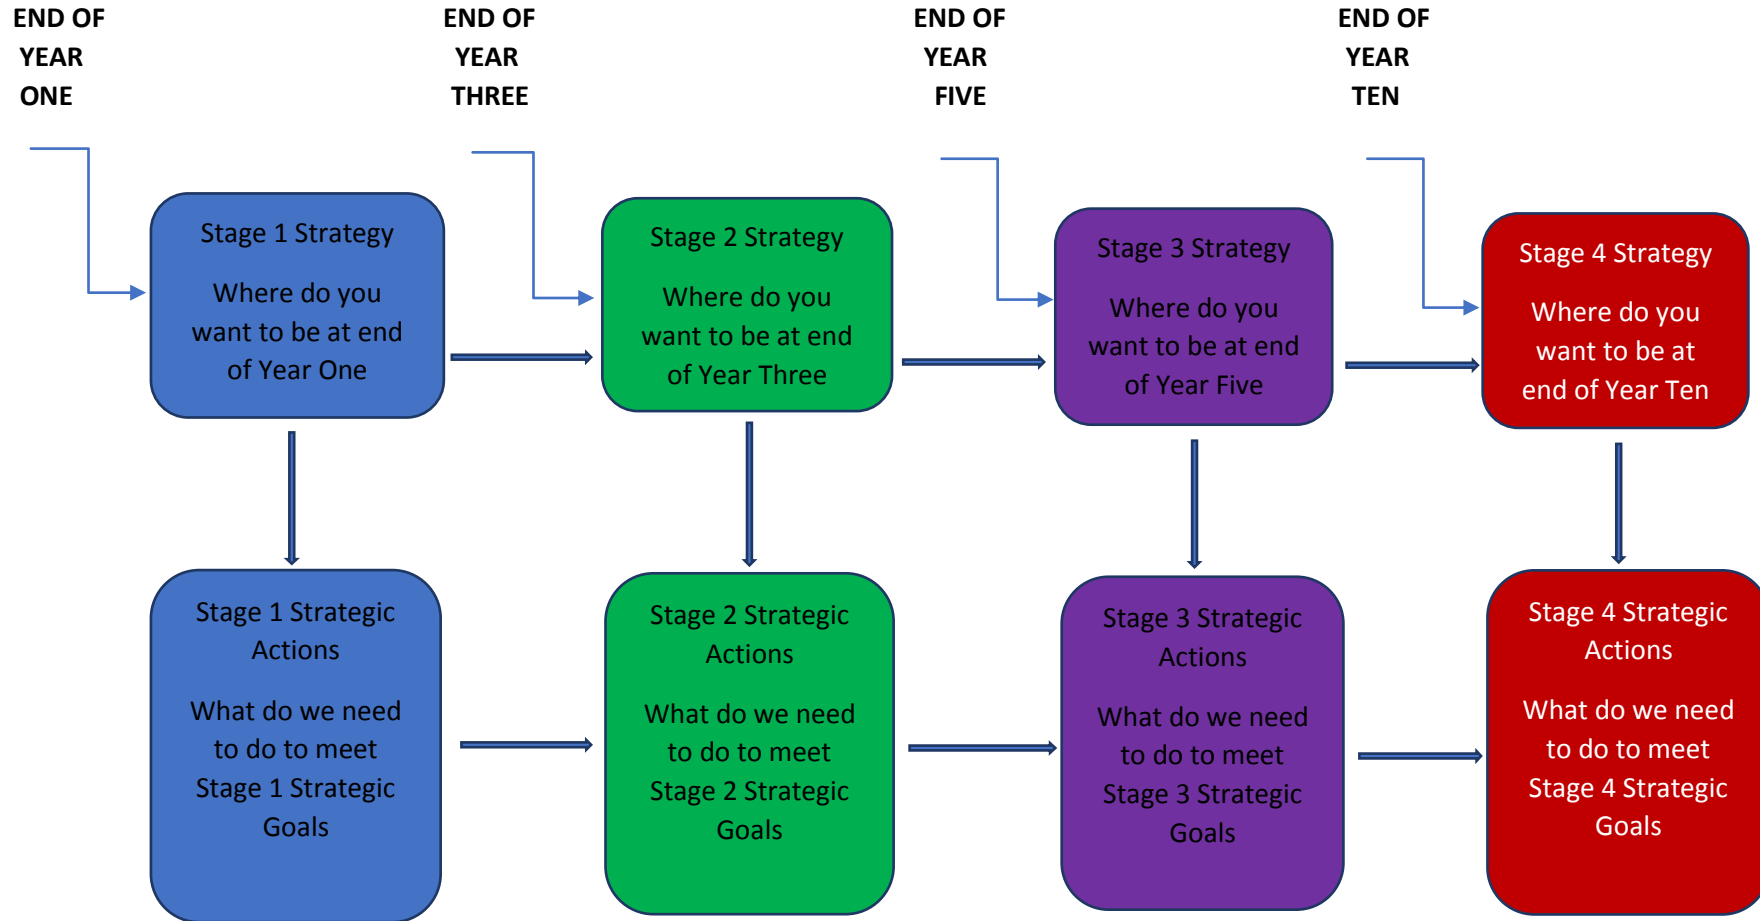 END OF
YEAR
ONE
END OF
YEAR
THREE
END OF
YEAR
FIVE
END OF
YEAR
TEN
Stage 1 Strategy
Where do you
want to be at end
of Year One
Stage 2 Strategy
Where do you
want to be at end
of Year Three
Stage 3 Strategy
Where do you
want to be at end
of Year Five
Stage 4 Strategy
Where do you
want to be at
end of Year Ten
Stage 1 Strategic
Actions
What do we need
to do to meet
Stage 1 Strategic
Goals
Stage 2 Strategic
Actions
What do we need
to do to meet
Stage 2 Strategic
Goals
Stage 3 Strategic
Actions
What do we need
to do to meet
Stage 3 Strategic
Goals
Stage 4 Strategic
Actions
What do we need
to do to meet
Stage 4 Strategic
Goals